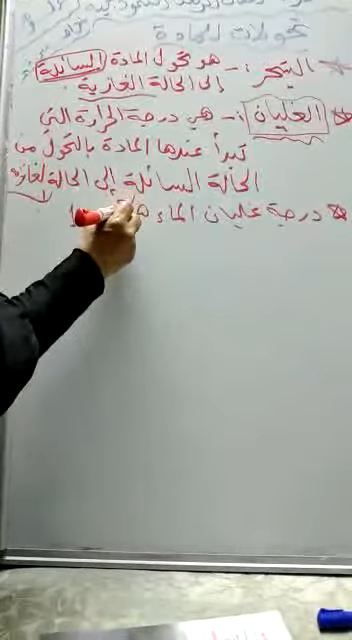 تحولات المادة
التبخر :- هو تحول المادة السائلة
إلى الحالة الغازية
الغليان :- هي درجة الحرارة التي
تبدأ عندها المادة بالتحول من
الحالة السائلة إلى الحالة الغازية
درجة غليان الماء